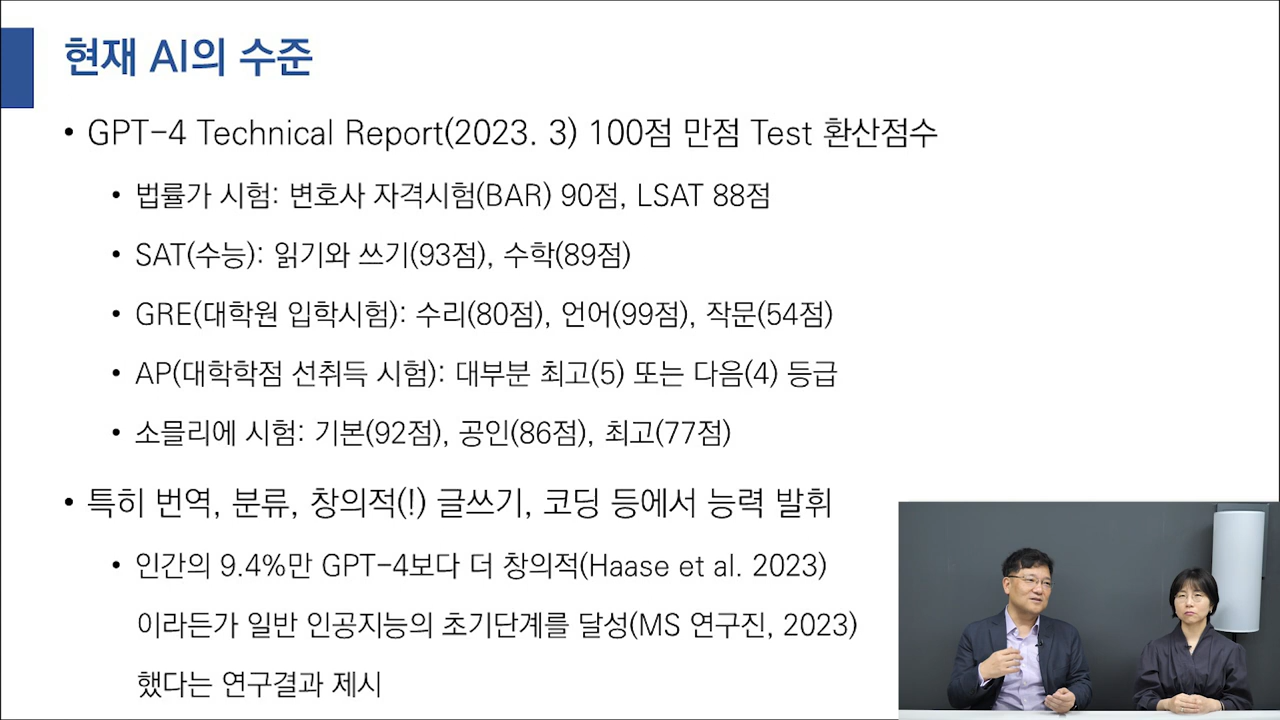 현재 AI의 수준
• GPT-4 Technical Report(2023. 3) 100점 만점 Test 환산점수
• 법률가 시험: 변호사 자격시험(BAR) 90점, LSAT 88점
• SAT(수능): 읽기와 쓰기(93점), 수학(89점)
• GRE(대학원 입학시험): 수리(80점), 언어(99점), 작문(54점)
• AP(대학학점 선취득 시험): 대부분 최고(5) 또는 다음(4) 등급
• 소믈리에 시험: 기본(92점), 공인(86점), 최고(77점)
• 특히 번역, 분류, 창의적(!) 글쓰기, 코딩 등에서 능력 발휘
• 인간의 9.4%만 GPT-4보다 더 창의적(Haase et al. 2023)
이라든가 일반 인공지능의 초기단계를 달성(MS 연구진, 2023)
했다는 연구결과 제시